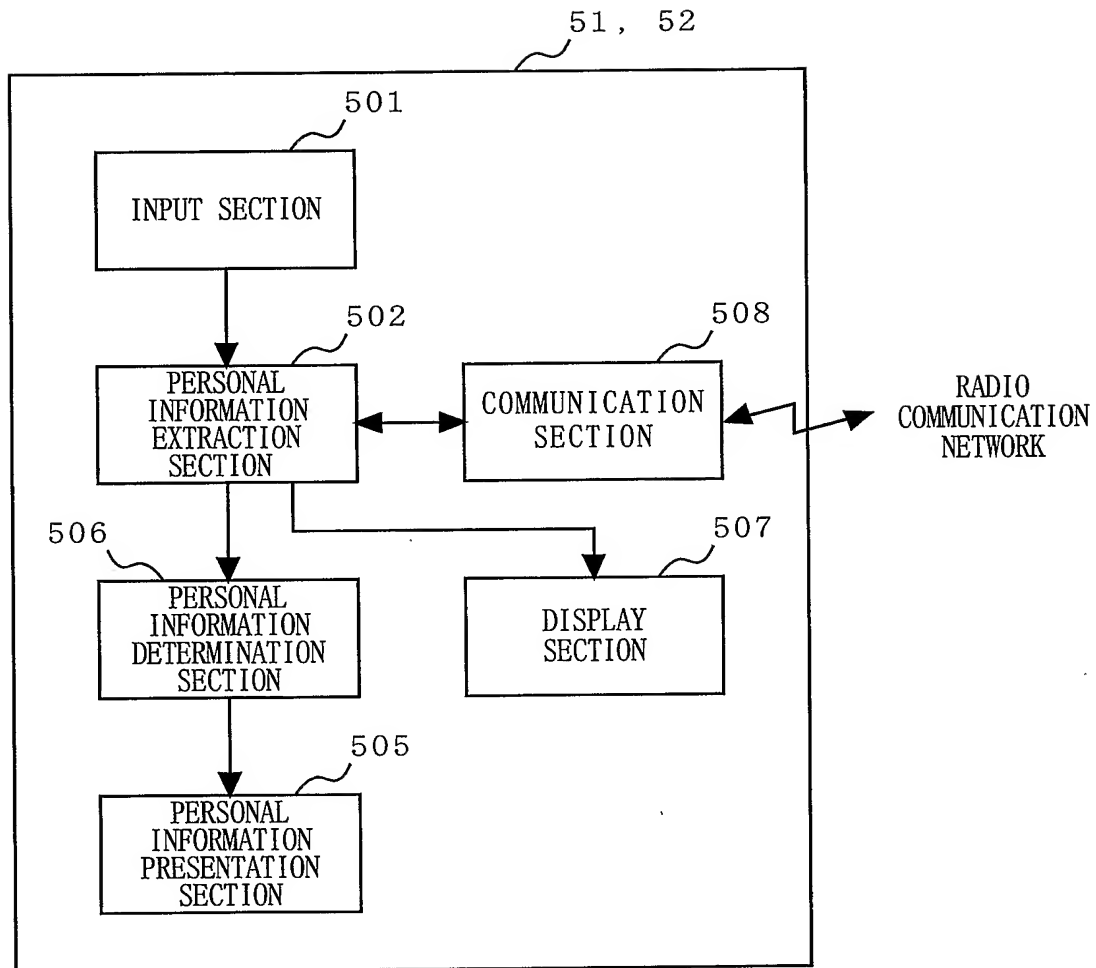 51, 52
501
INPUT SECTION
502
PERSONAL
INFORMATION
EXTRACTION
SECTION
508
COMMUNICATION
SECTION
RADIO
COMMUNICATION
NETWORK
506
PERSONAL
INFORMATION
DETERMINATION
SECTION
507
DISPLAY
SECTION
505
PERSONAL
INFORMATION
PRESENTATION
SECTION